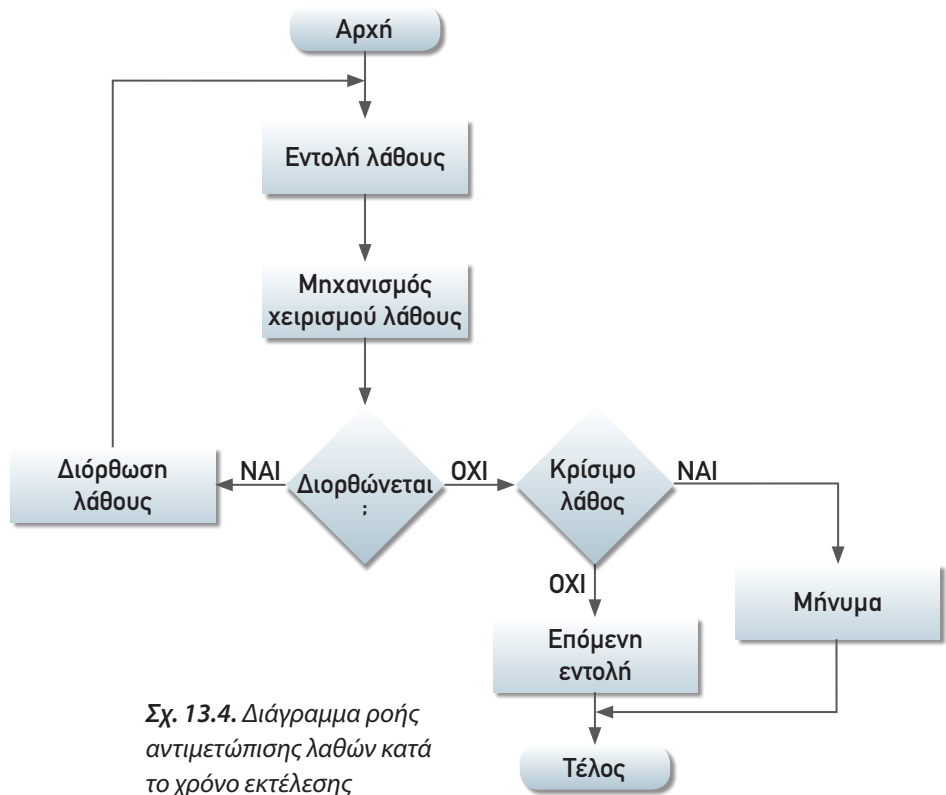 Αρχή
Εντολή λάθους
Μηχανισμός
χειρισμού λάθους
Διόρθωση
λάθους
ΝΑΙ
Διορθώνεται
;
ΟΧΙ
Κρίσιμο
λάθος
ΝΑΙ
ΟΧΙ
Μήνυμα
Επόμενη
εντολή
Τέλος
Σχ. 13.4. Διάγραμμα ροής
αντιμετώπισης λαθών κατά
το χρόνο εκτέλεσης